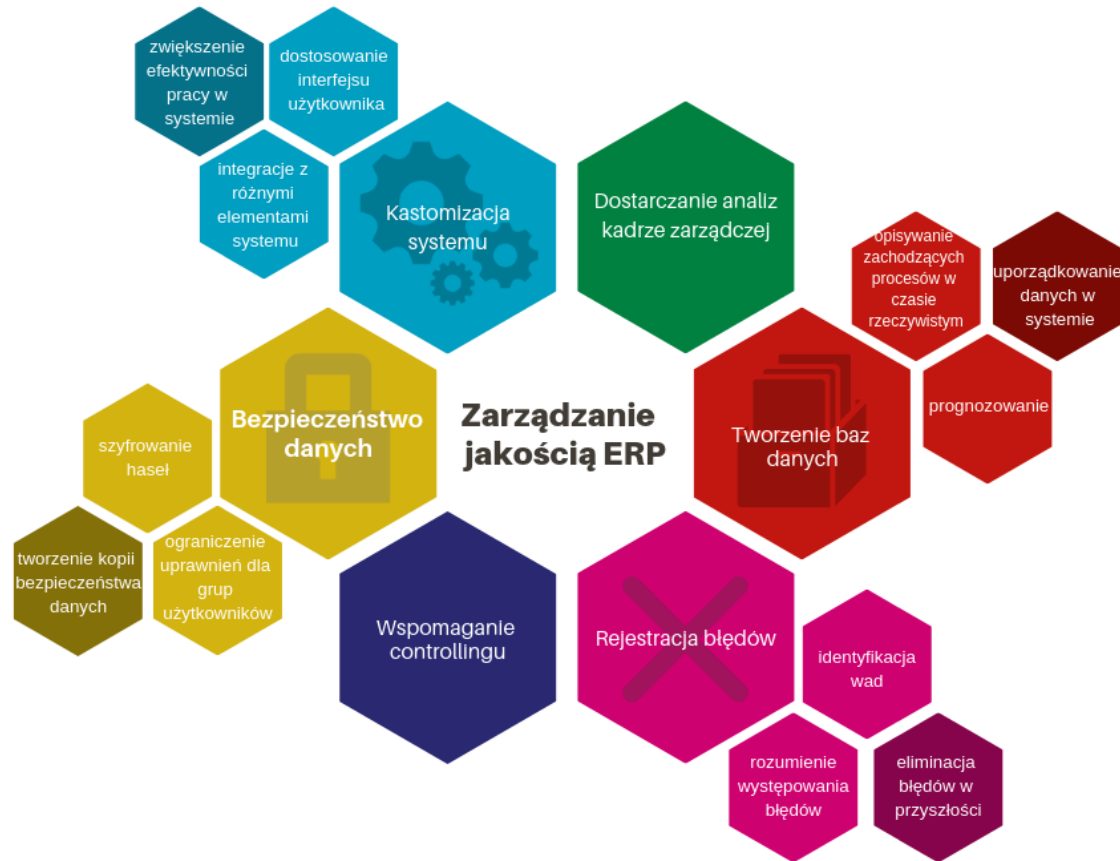 zwiększenie
efektywności
pracy w
systemie
dostosowanie
interfejsu
użytkownika
integracje z
różnymi
elementami
systemu
Kastomizacja
systemu
Dostarczanie analiz
kadrze zarządczej
opisywanie
zachodzących
procesów w
czasie
rzeczywistym
uporządkowanie
danych w
systemie
prognozowanie
Tworzenie baz
danych
Zarządzanie
jakością ERP
Bezpieczeństwo
danych
szyfrowanie
haseł
tworzenie kopii
bezpieczeństwa
danych
ograniczenie
uprawnień dla
grup
użytkowników
Wspomaganie
controllingu
Rejestracja błędów
identyfikacja
wad
rozumienie
występowania
błędów
eliminacja
błędów w
przyszłości